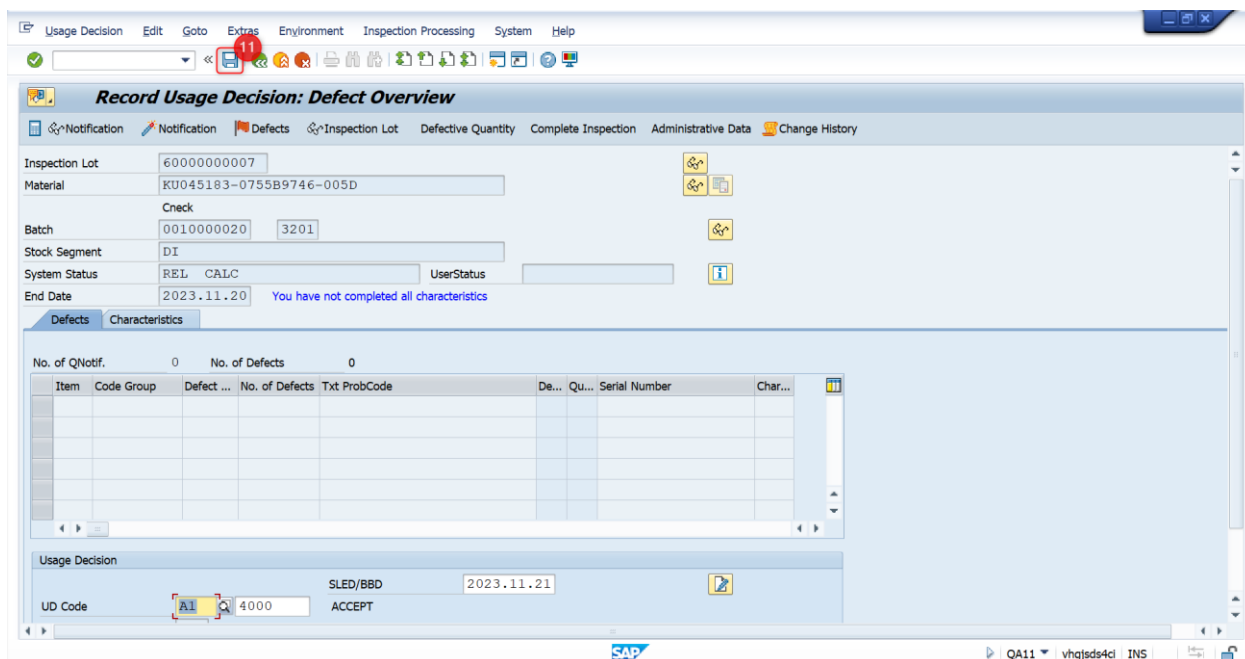 Usage Decision Edit Goto Extras Environment Inspection Processing System Help
11
Record Usage Decision: Defect Overview
Notification Notification Defects Inspection Lot Defective Quantity Complete Inspection Administrative Data Change History
Inspection Lot 60000000007
Material KU045183-0755B9746-005D
Cneck
Batch 0010000020 3201
Stock Segment DI
System Status REL CALC UserStatus
End Date 2023.11.20 You have not completed all characteristics
Defects Characteristics
No. of QNotif. 0 No. of Defects 0
Item Code Group Defect ... No. of Defects Txt ProbCode De... Qu... Serial Number Char...
Usage Decision
SLED/BBD 2023.11.21
UD Code A1 4000 ACCEPT
SAP QA11 vhgjsds4ci INS